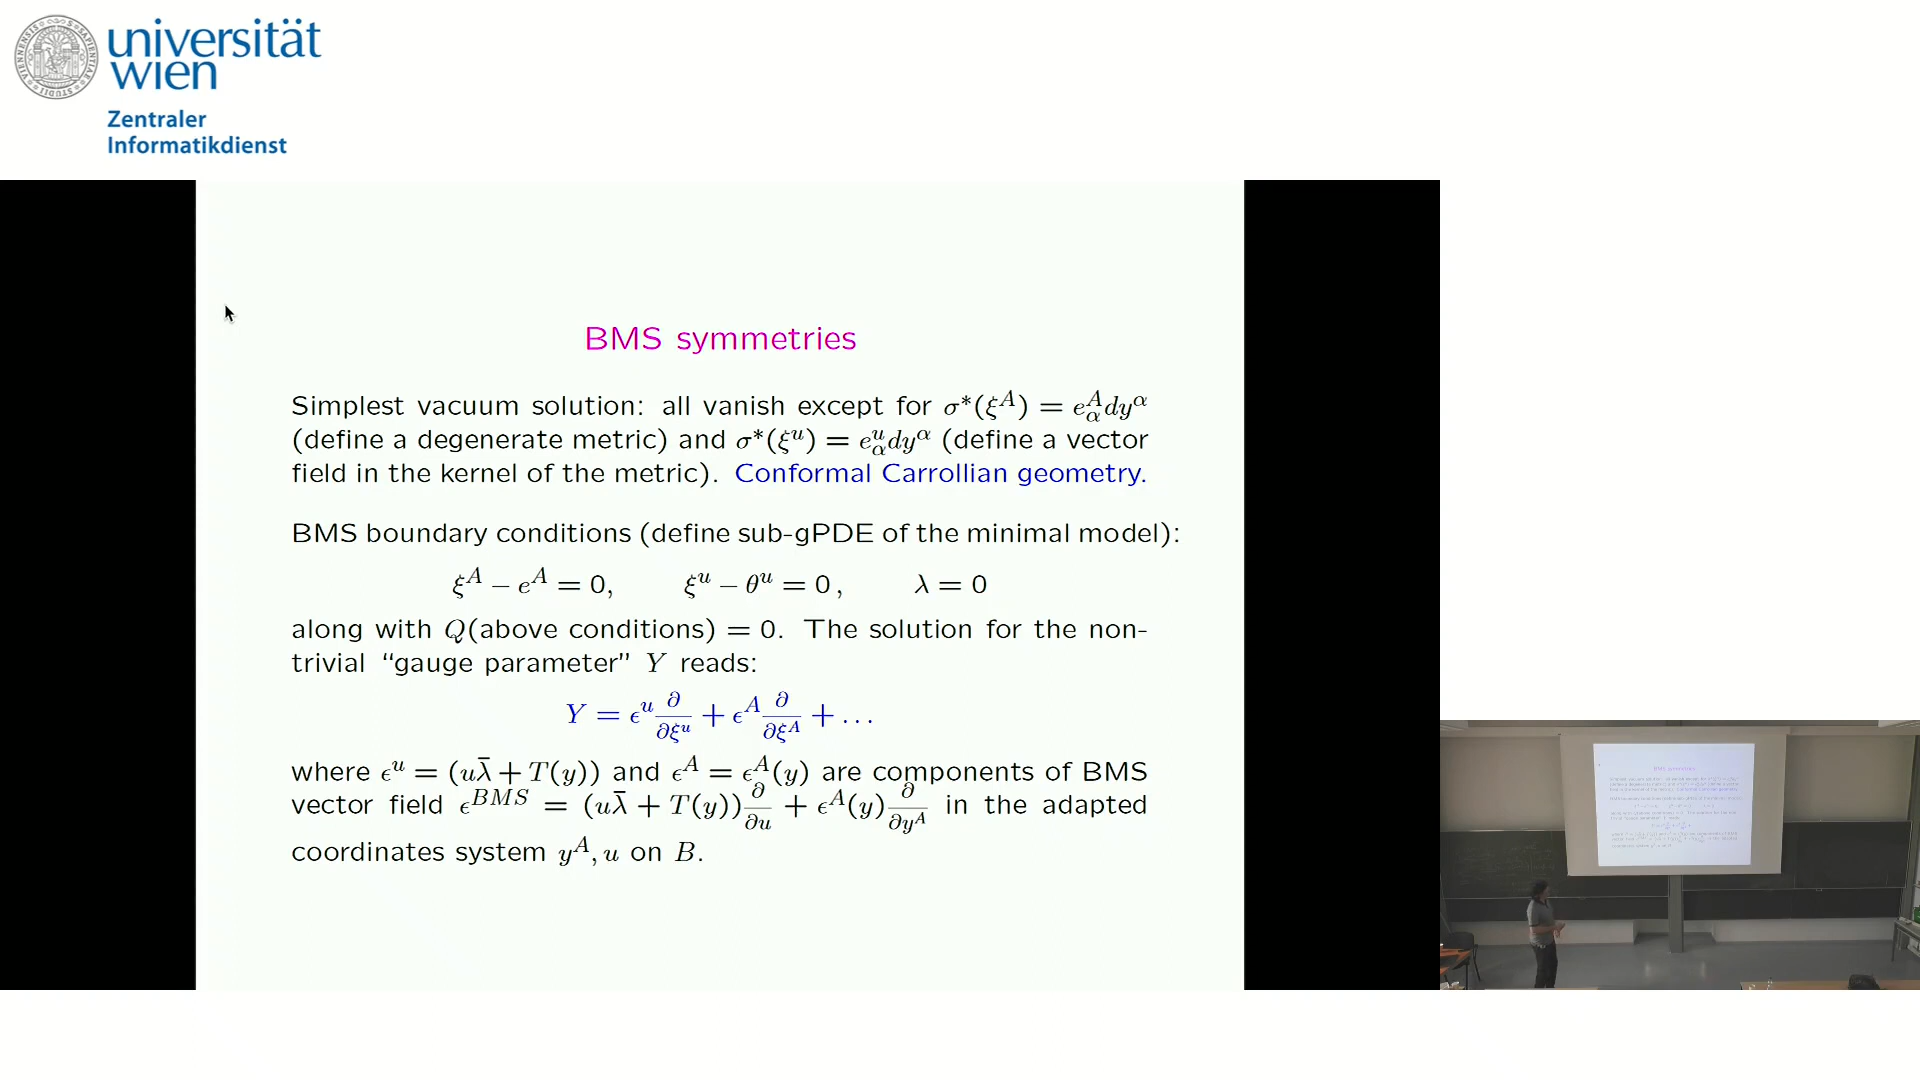 universität
wien
Zentraler
Informatikdienst
BMS symmetries
Simplest vacuum solution: all vanish except for σ*(ξ^A) = e^A_α dy^α
(define a degenerate metric) and σ*(ξ^u) = e^u_α dy^α (define a vector
field in the kernel of the metric). Conformal Carrollian geometry.
BMS boundary conditions (define sub-gPDE of the minimal model):
ξ^A − e^A = 0, ξ^u − θ^u = 0 , λ = 0
along with Q(above conditions) = 0. The solution for the non-
trivial “gauge parameter” Y reads:
Y = ϵ^u ∂/∂ξ^u + ϵ^A ∂/∂ξ^A + ...
where ϵ^u = (uλ̄ + T(y)) and ϵ^A = ϵ^A(y) are components of BMS
vector field ϵ^{BMS} = (uλ̄ + T(y)) ∂/∂u + ϵ^A(y) ∂/∂y^A in the adapted
coordinates system y^A, u on B.